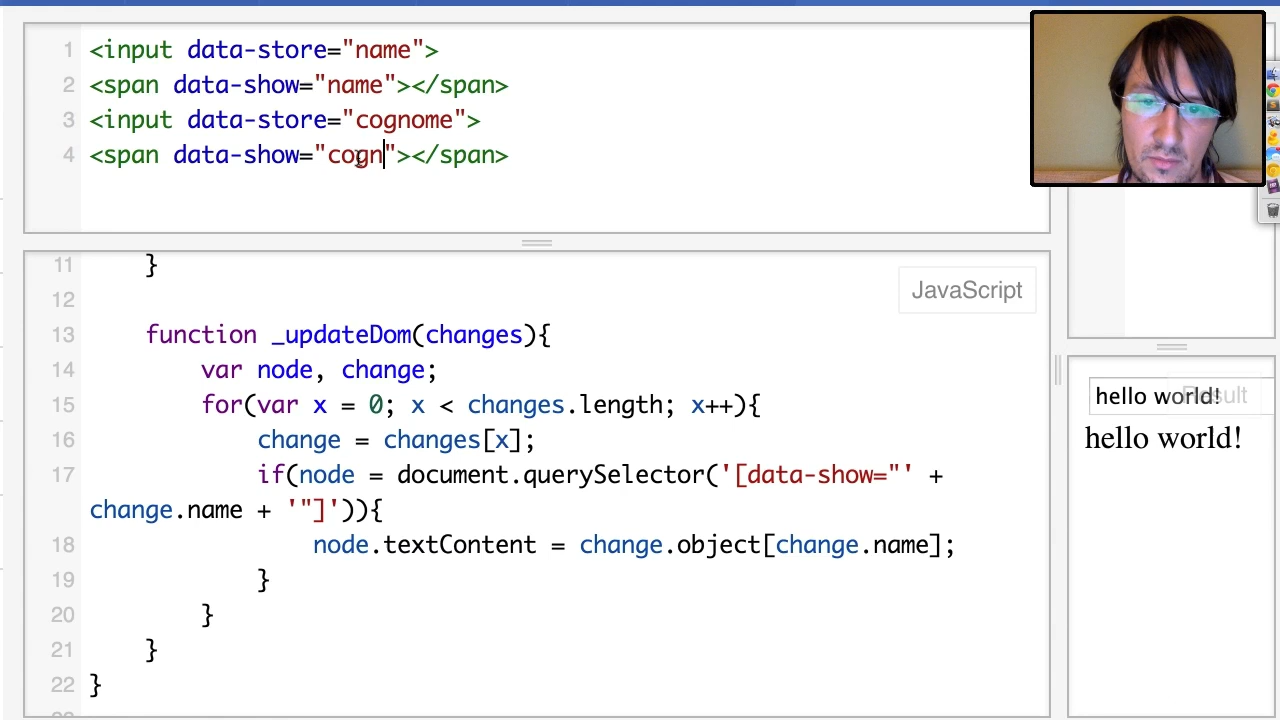 1 <input data-store="name">
2 <span data-show="name"></span>
3 <input data-store="cognome">
4 <span data-show="cogn"></span>
11 }
JavaScript
12
13 function _updateDom(changes){
14 var node, change;
15 for(var x = 0; x < changes.length; x++){
16 change = changes[x];
17 if(node = document.querySelector('[data-show="' +
change.name + '"]')){
18 node.textContent = change.object[change.name];
19 }
20 }
21 }
22 }
hello world!
Result
hello world!